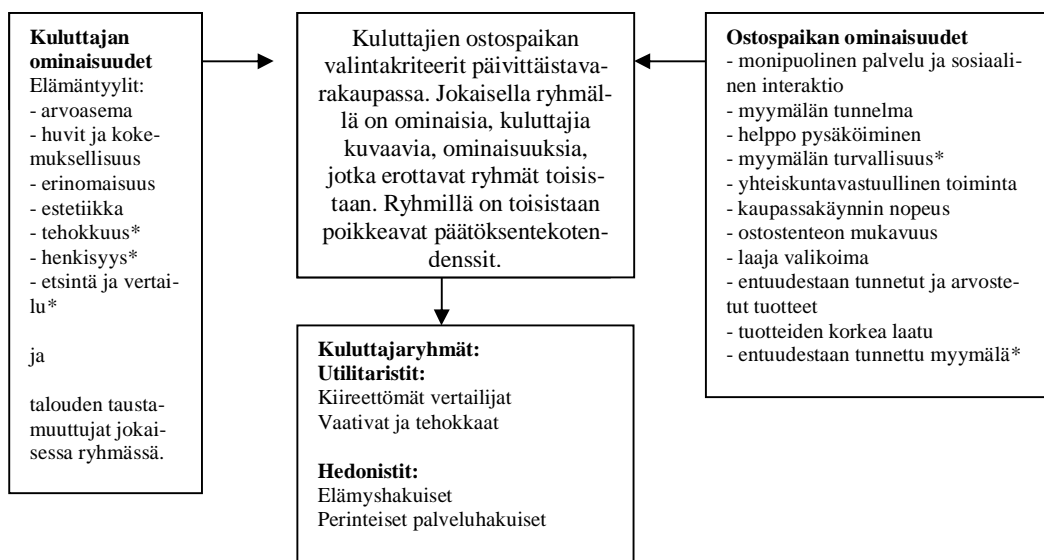 Kuluttajan
ominaisuudet
Elämäntyylit:
- arvoasema
- huvit ja koke-
muksellisuus
- erinomaisuus
- estetiikka
- tehokkuus*
- henkisyys*
- etsintä ja vertai-
lu*
ja
talouden tausta-
muuttujat jokai-
sessa ryhmässä.
Kuluttajien ostospaikan
valintakriteerit päivittäistava-
rakaupassa. Jokaisella ryhmäl-
lä on ominaisia, kuluttajia
kuvaavia, ominaisuuksia,
jotka erottavat ryhmät toisis-
taan. Ryhmillä on toisistaan
poikkeavat päätöksentekoten-
denssit.
Ostospaikan ominaisuudet
- monipuolinen palvelu ja sosiaali-
nen interaktio
- myymälän tunnelma
- helppo pysäköiminen
- myymälän turvallisuus*
- yhteiskuntavastuullinen toiminta
- kaupassakäynnin nopeus
- ostostenteon mukavuus
- laaja valikoima
- entuudestaan tunnetut ja arvoste-
tut tuotteet
- tuotteiden korkea laatu
- entuudestaan tunnettu myymälä*
Kuluttajaryhmät:
Utilitaristit:
Kiireettömät vertailijat
Vaativat ja tehokkaat
Hedonistit:
Elämyshakuiset
Perinteiset palveluhakuiset